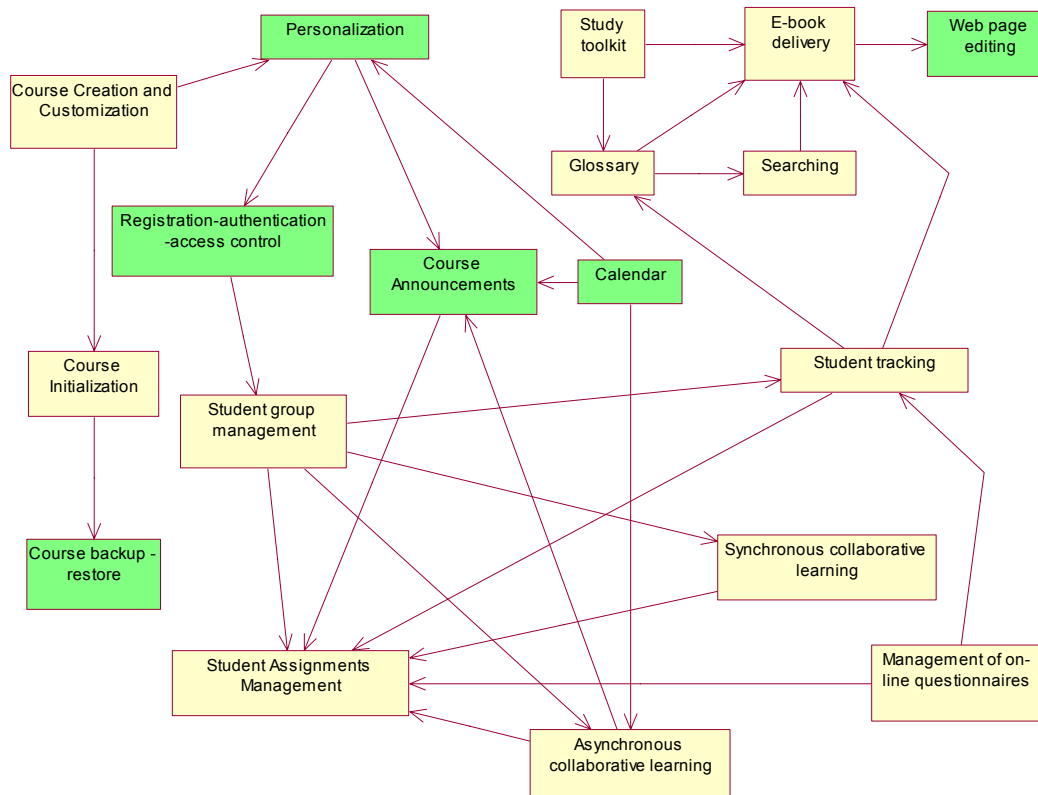 Personalization
Study
toolkit
E-book
delivery
Web page
editing
Course Creation and
Customization
Glossary
Searching
Registration-authentication
-access control
Course
Announcements
Calendar
Course
Initialization
Student tracking
Student group
management
Course backup -
restore
Synchronous collaborative
learning
Student Assignments
Management
Management of on-
line questionnaires
Asynchronous
collaborative learning